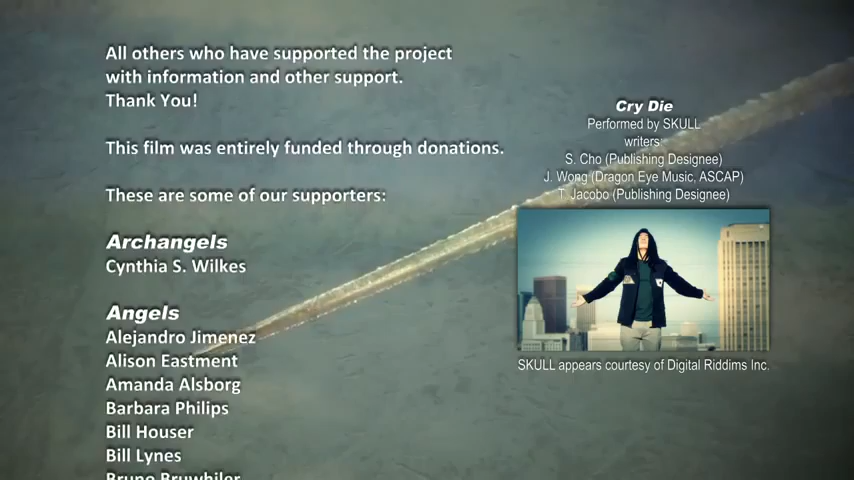 All others who have supported the project
with information and other support.
Thank You!
This film was entirely funded through donations.
These are some of our supporters:
Archangels
Cynthia S. Wilkes
Angels
Alejandro Jimenez
Alison Eastment
Amanda Alsborg
Barbara Philips
Bill Houser
Bill Lynes
Bruno Bruwhiler
Cry Die
Performed by SKULL
writers:
S. Cho (Publishing Designee)
J. Wong (Dragon Eye Music, ASCAP)
T. Jacobo (Publishing Designee)
SKULL appears courtesy of Digital Riddims Inc.